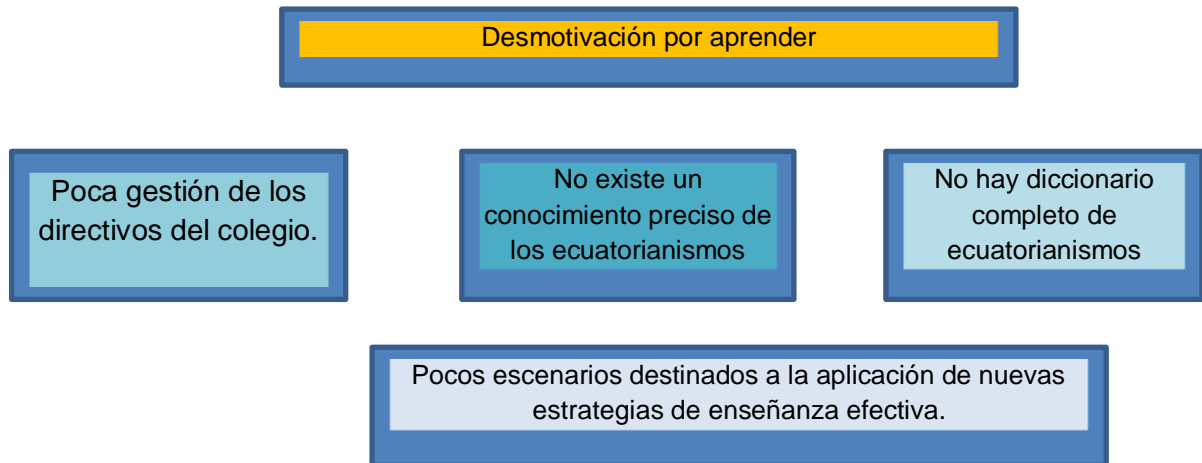 Desmotivación por aprender
Poca gestión de los
directivos del colegio.
No existe un
conocimiento preciso de
los ecuatorianismos
No hay diccionario
completo de
ecuatorianismos
Pocos escenarios destinados a la aplicación de nuevas
estrategias de enseñanza efectiva.